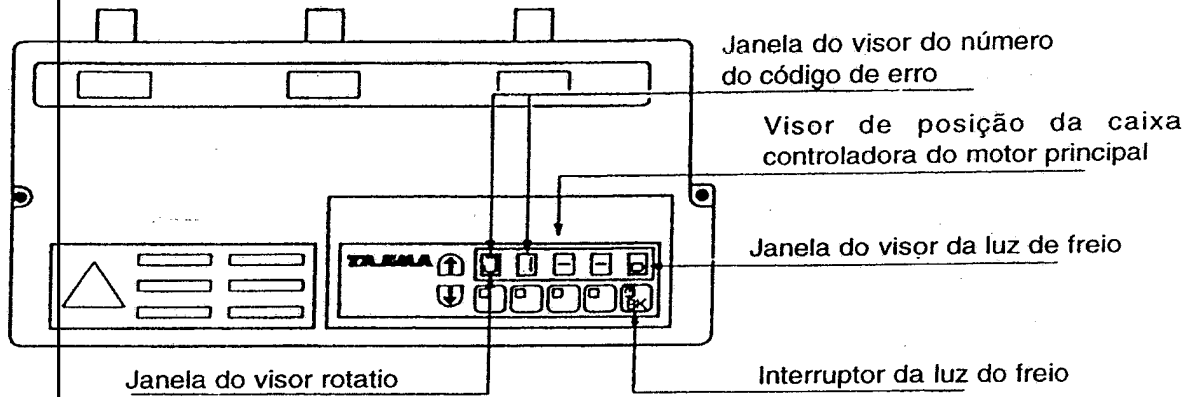 Janela do visor do número
do código de erro
Visor de posição da caixa
controladora do motor principal
TAJIMA
Janela do visor da luz de freio
BK
Janela do visor rotatio
Interruptor da luz do freio